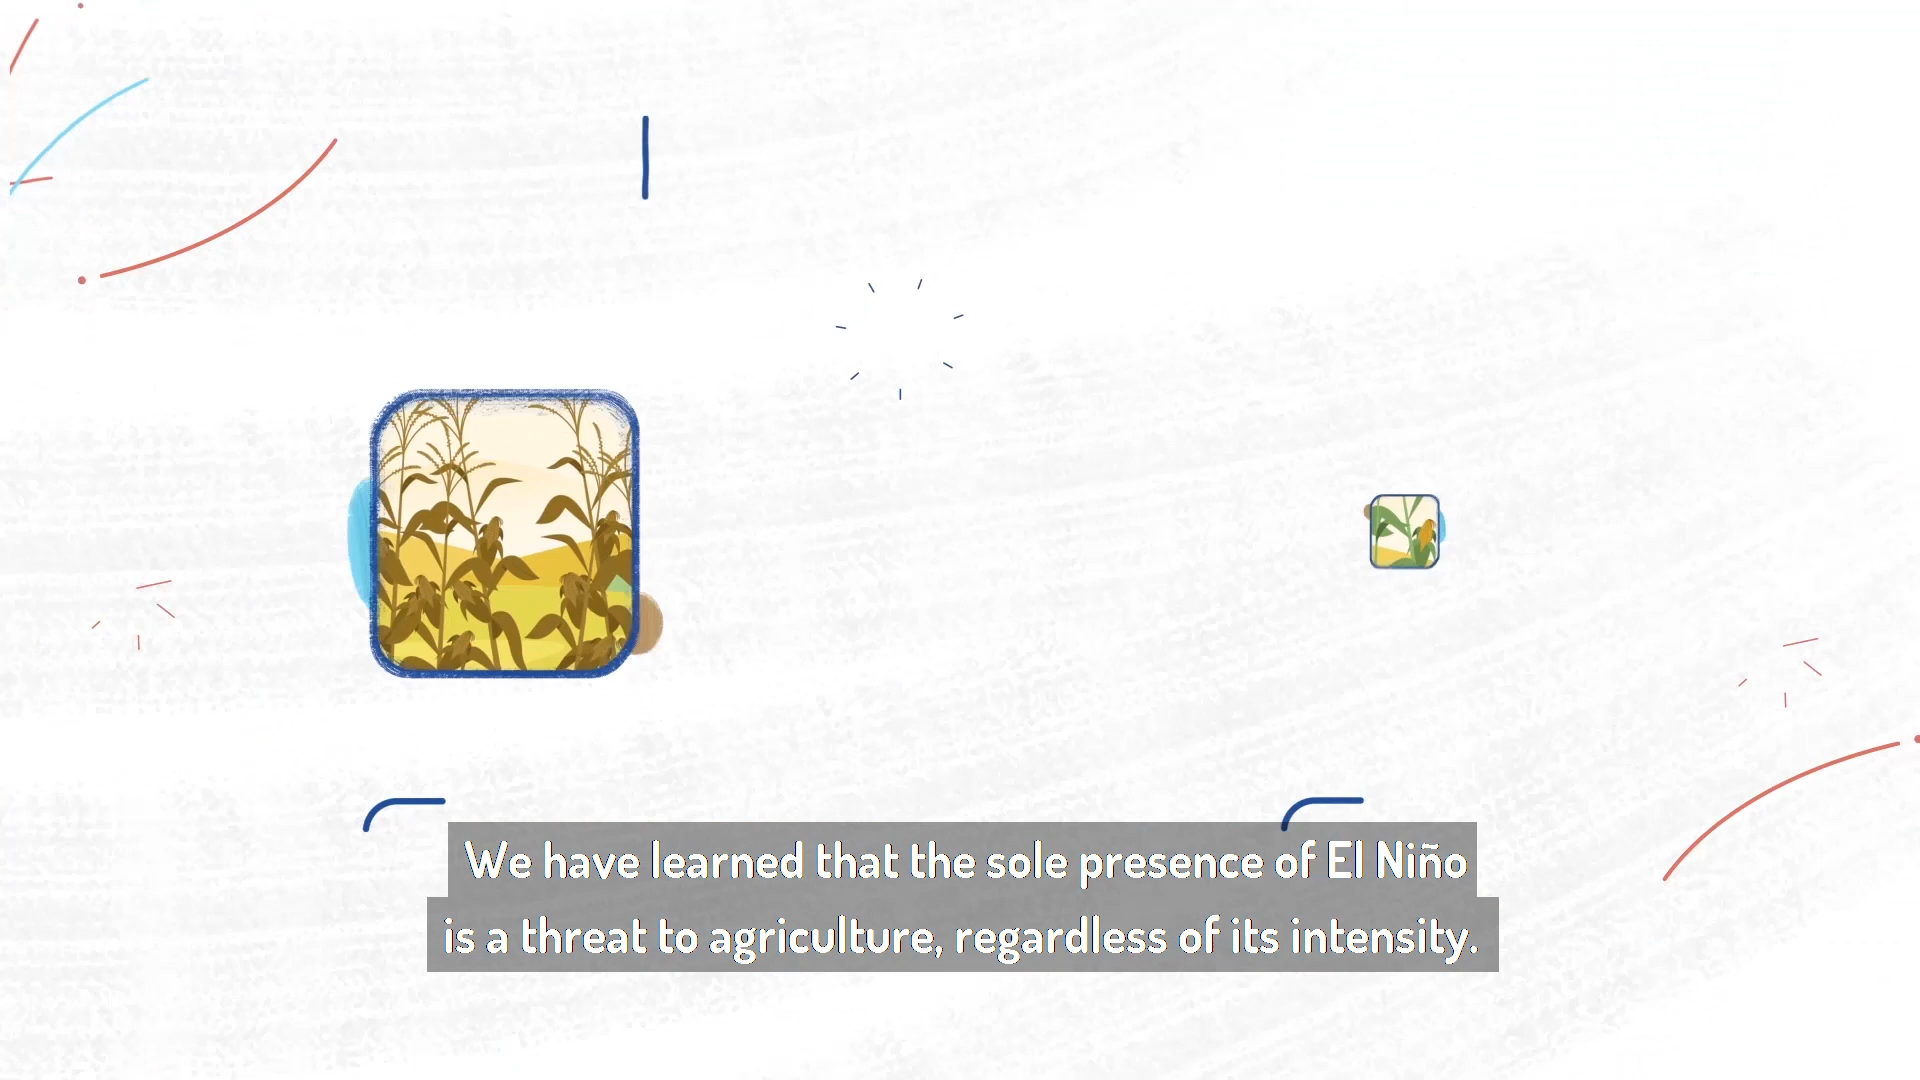 We have learned that the sole presence of El Niño
is a threat to agriculture, regardless of its intensity.